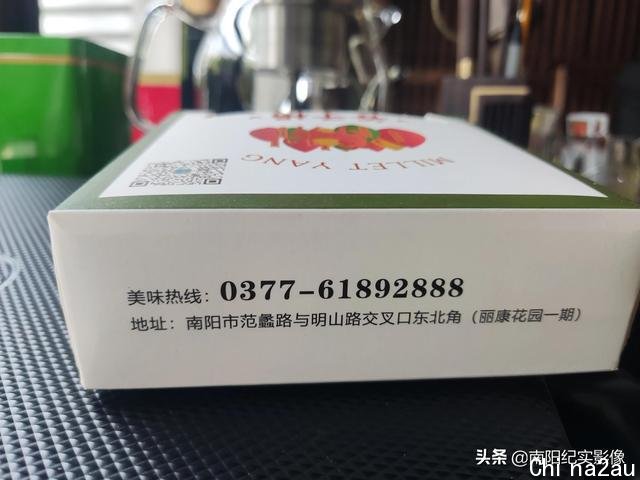 MILLET YANG
美味热线：0377-61892888
地址：南阳市范蠡路与明山路交叉口东北角（丽康花园一期）
头条 @南阳纪实影像
Chi na2au